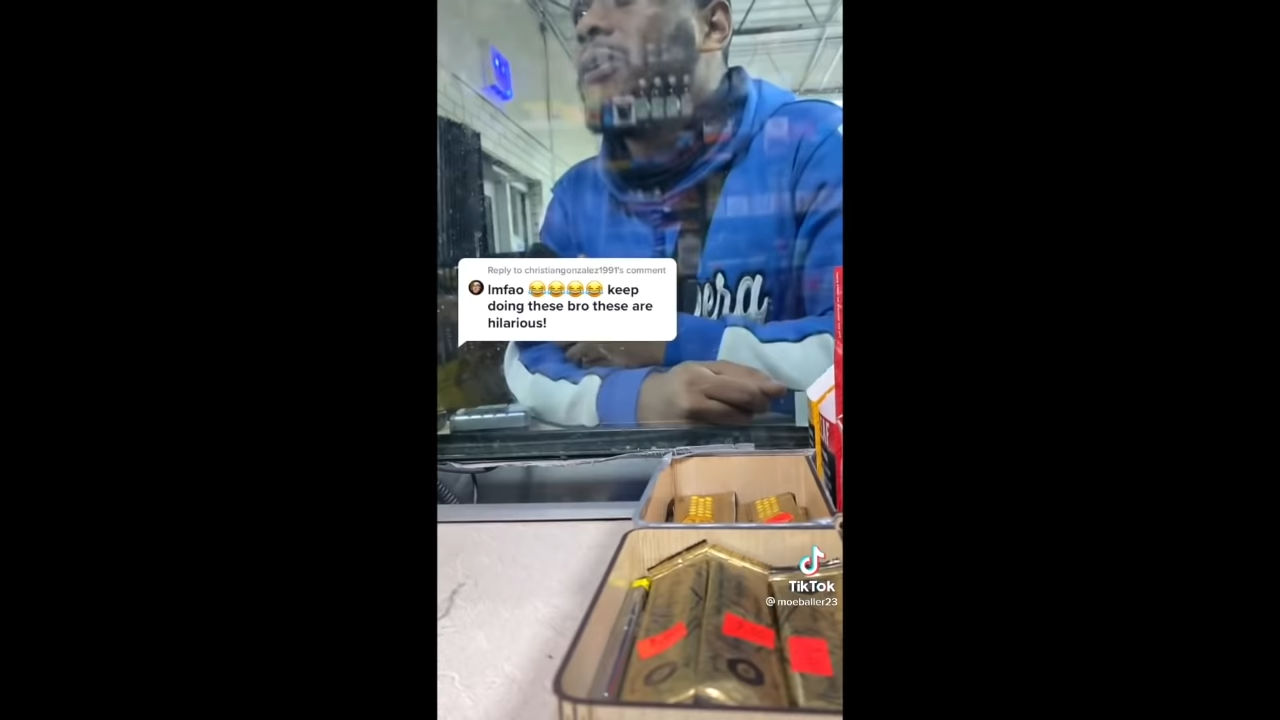 Reply to christiangonzalez1991's comment
lmfao 😂😂😂😂 keep
doing these bro these are
hilarious!
TikTok
@moeballer23